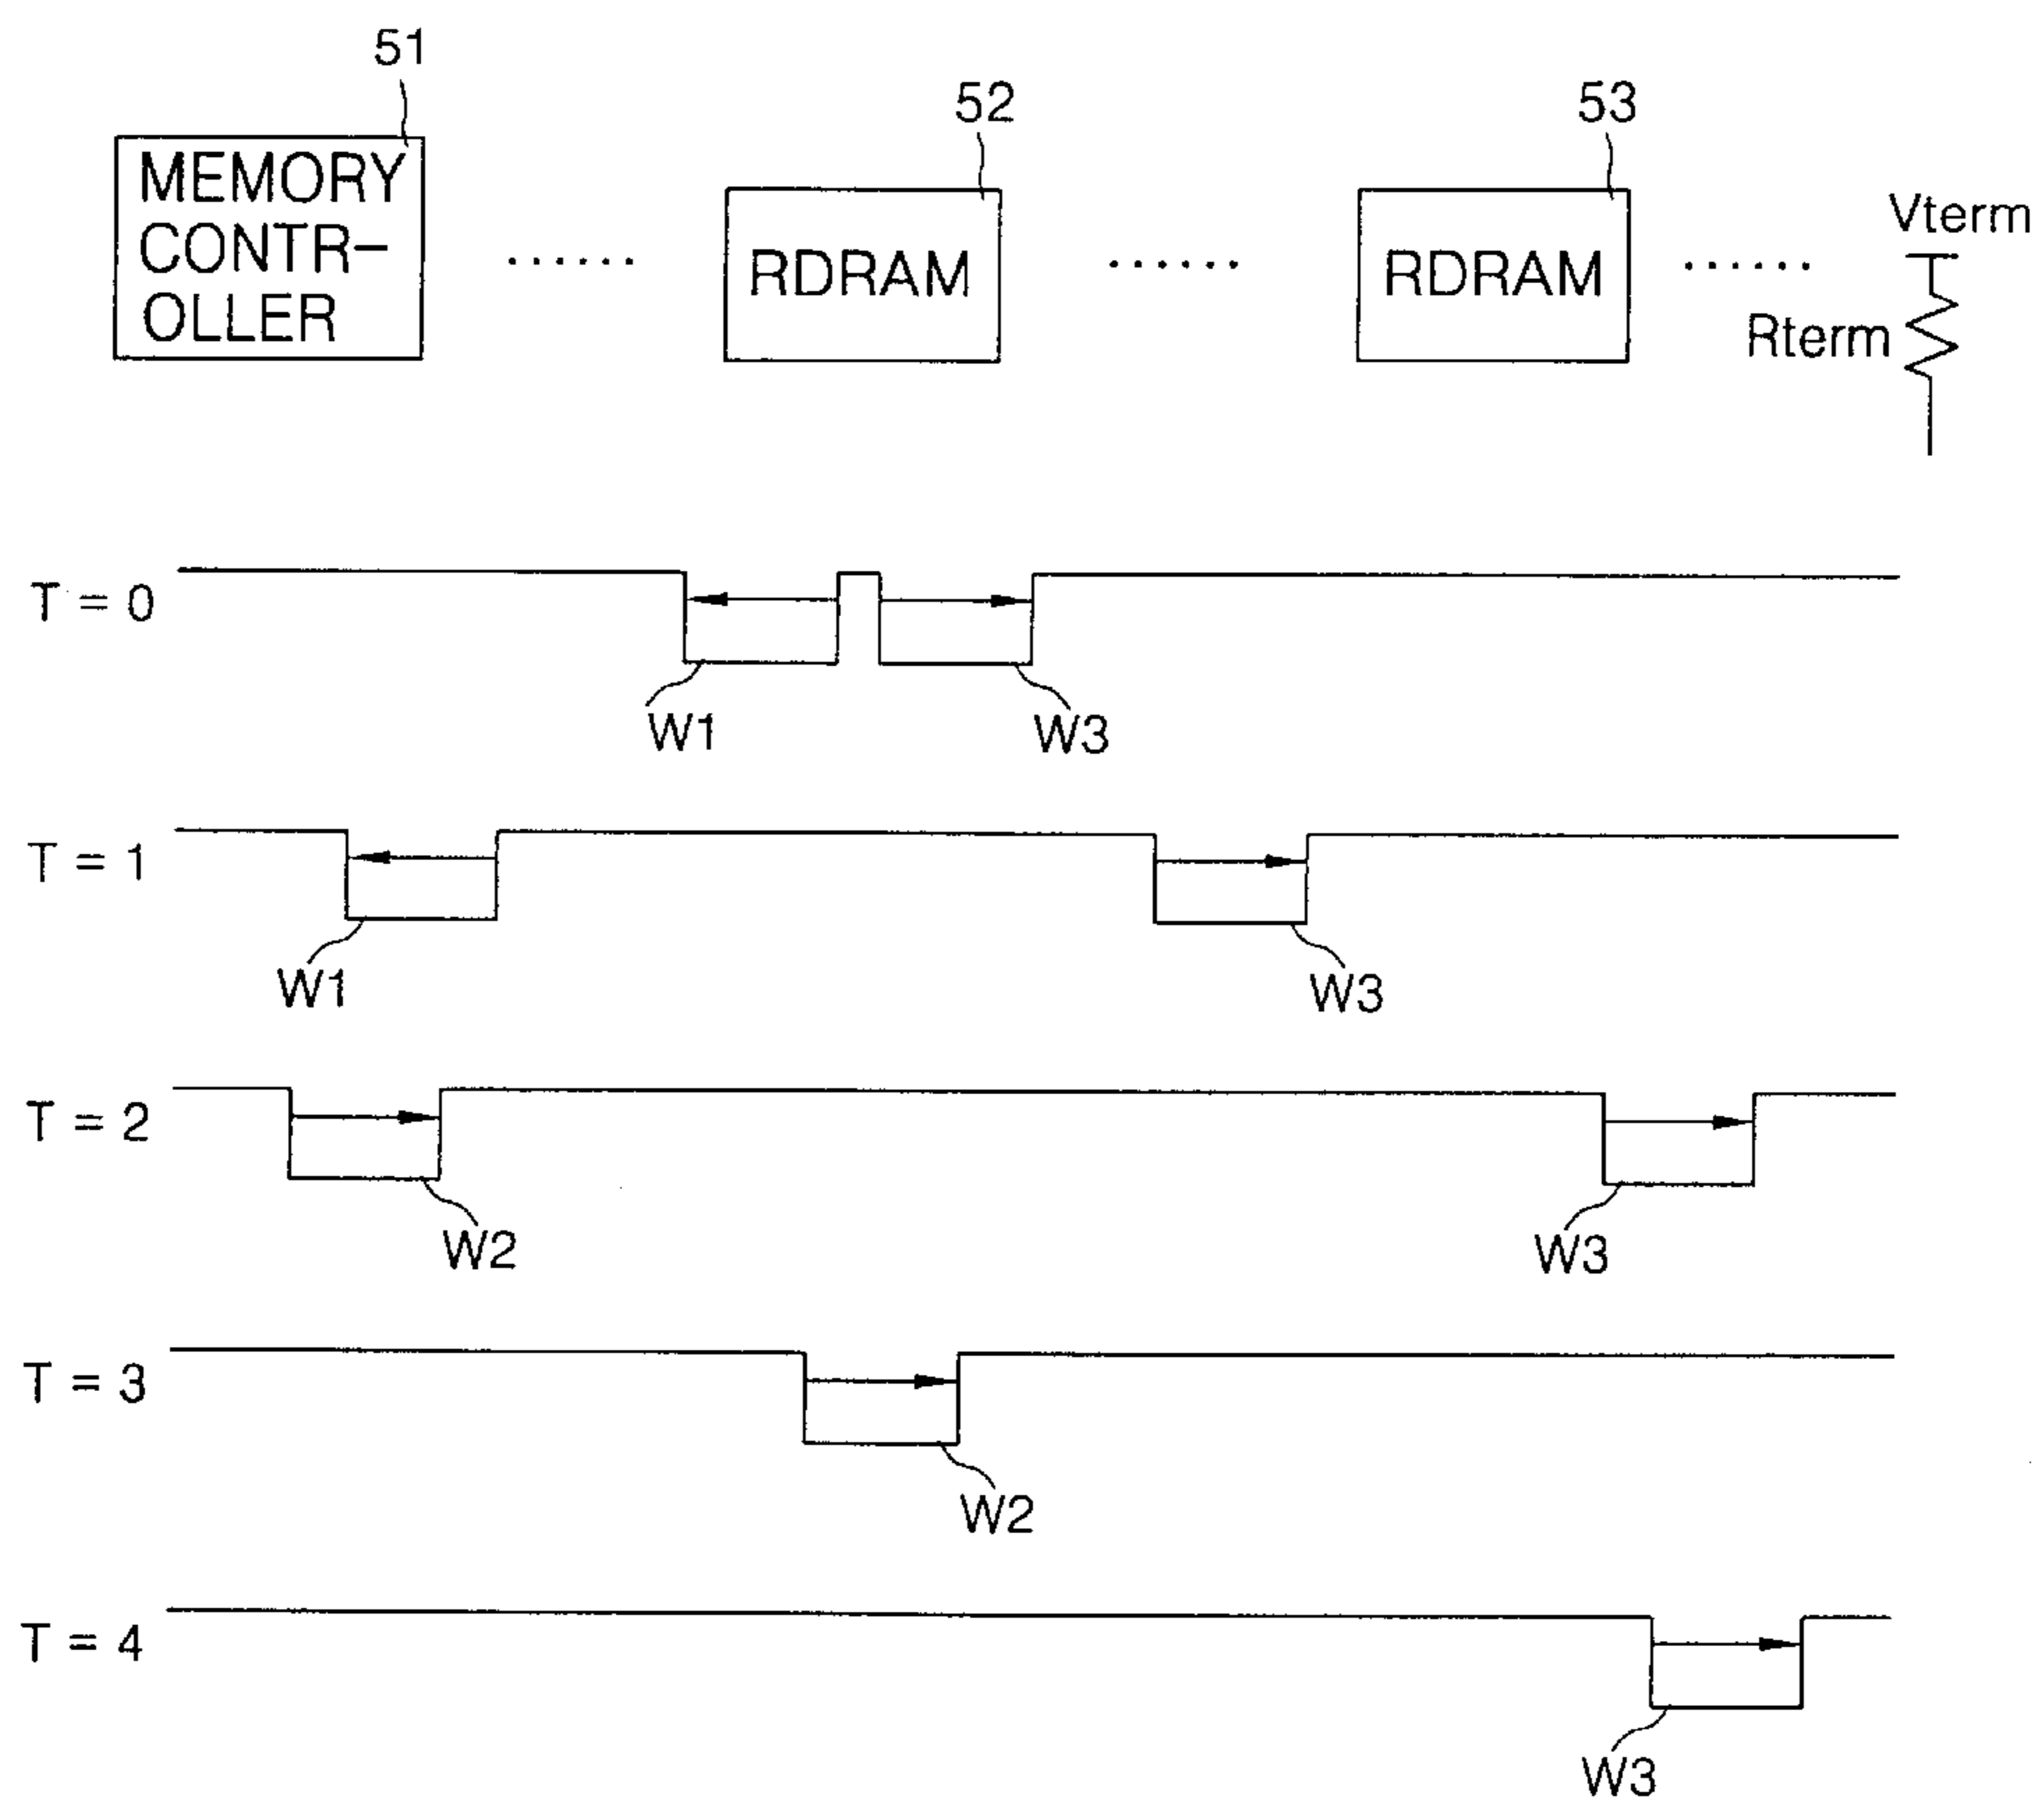 51
52
53
MEMORY
CONTR-
OLLER
RDRAM
RDRAM
Vterm
Rterm
T = 0
W1
W3
T = 1
W1
W3
T = 2
W2
W3
T = 3
W2
T = 4
W3